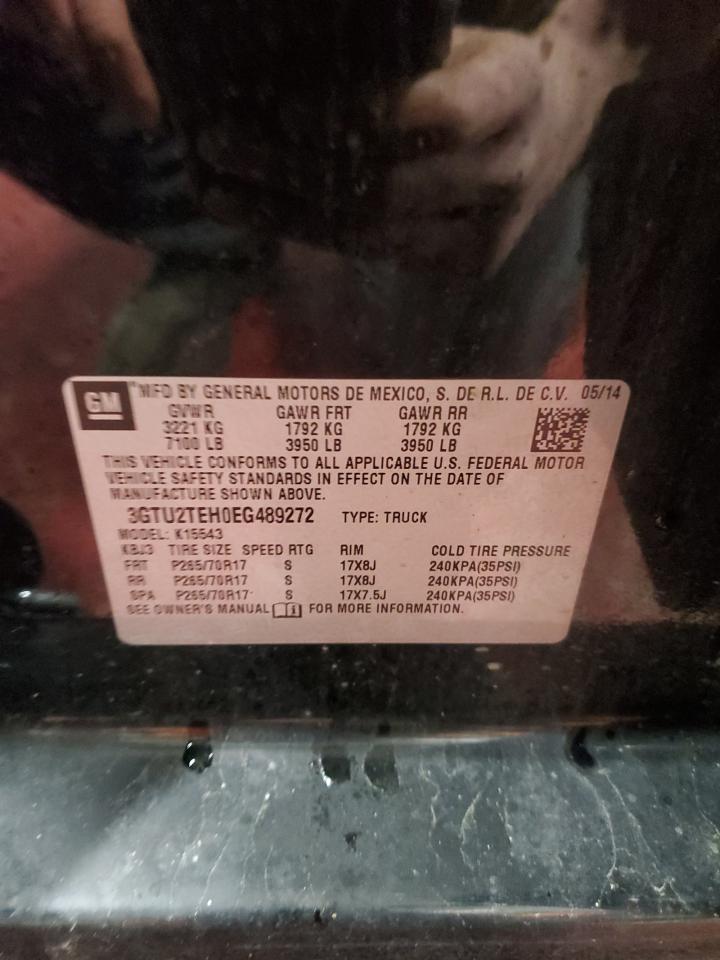 GM
MFD BY GENERAL MOTORS DE MEXICO, S. DE R.L. DE C.V. 05/14
GVWR GAWR FRT GAWR RR
3221 KG 1792 KG 1792 KG
7100 LB 3950 LB 3950 LB
THIS VEHICLE CONFORMS TO ALL APPLICABLE U.S. FEDERAL MOTOR
VEHICLE SAFETY STANDARDS IN EFFECT ON THE DATE OF
MANUFACTURE SHOWN ABOVE.
3GTU2TEH0EG489272 TYPE: TRUCK
MODEL: K15543
KBJ3 TIRE SIZE SPEED RTG RIM COLD TIRE PRESSURE
FRT P265/70R17 S 17X8J 240KPA(35PSI)
RR P265/70R17 S 17X8J 240KPA(35PSI)
SPA P265/70R17 S 17X7.5J 240KPA(35PSI)
SEE OWNER'S MANUAL FOR MORE INFORMATION.